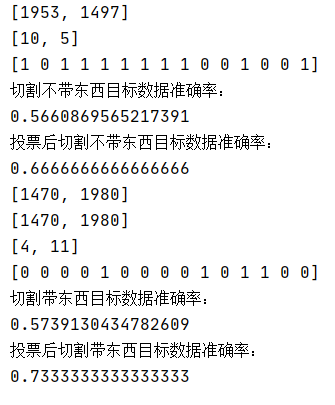 [1953, 1497]
[10, 5]
[1 0 1 1 1 1 1 1 1 0 0 1 0 0 1]
切割不带东西目标数据准确率：
0.5660869565217391
投票后切割不带东西目标数据准确率：
0.6666666666666666
[1470, 1980]
[1470, 1980]
[4, 11]
[0 0 0 0 1 0 0 0 0 1 0 1 1 0 0]
切割带东西目标数据准确率：
0.5739130434782609
投票后切割带东西目标数据准确率：
0.7333333333333333